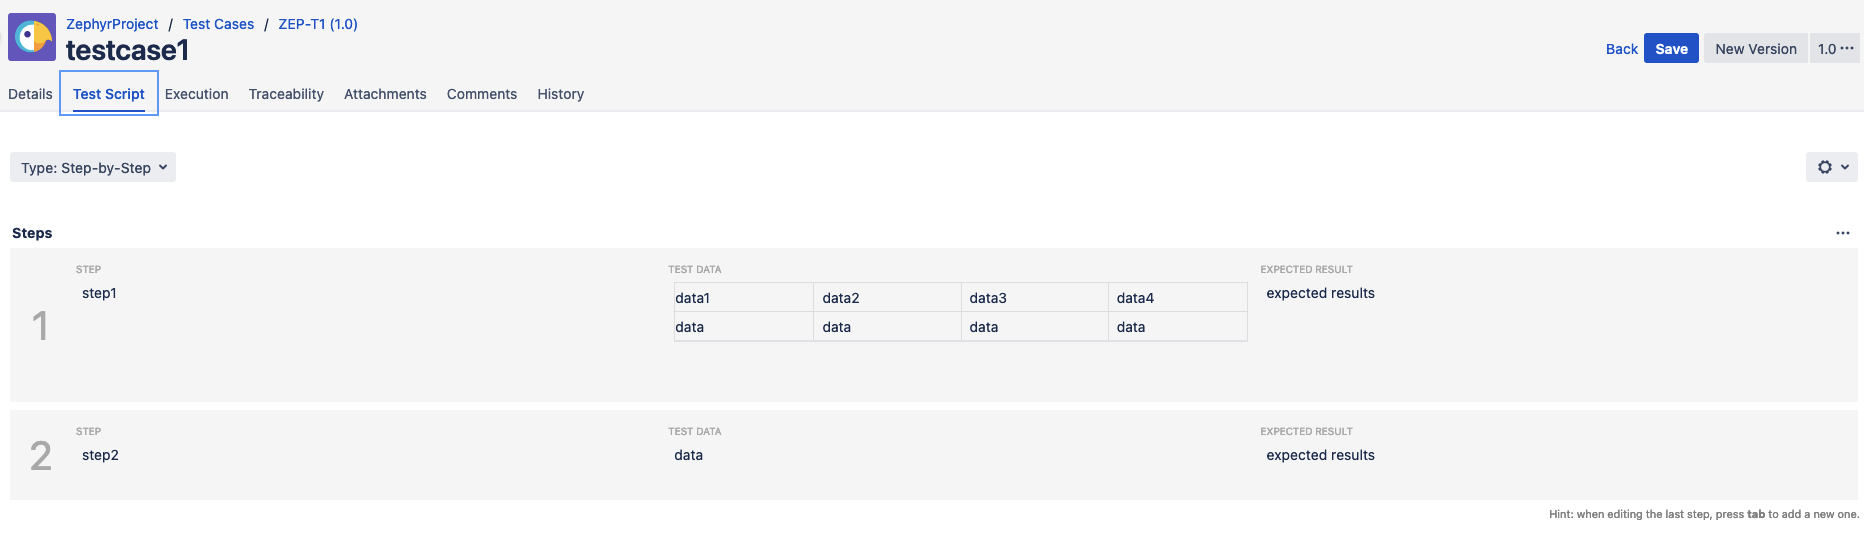 ZephyrProject / Test Cases / ZEP-T1 (1.0)
testcase1
Back Save New Version 1.0 ···
Details Test Script Execution Traceability Attachments Comments History
Type: Step-by-Step
Steps ···
STEP TEST DATA EXPECTED RESULT
1
step1
data1 data2 data3 data4
data data data data
expected results
STEP TEST DATA EXPECTED RESULT
2
step2 data expected results
Hint: when editing the last step, press tab to add a new one.